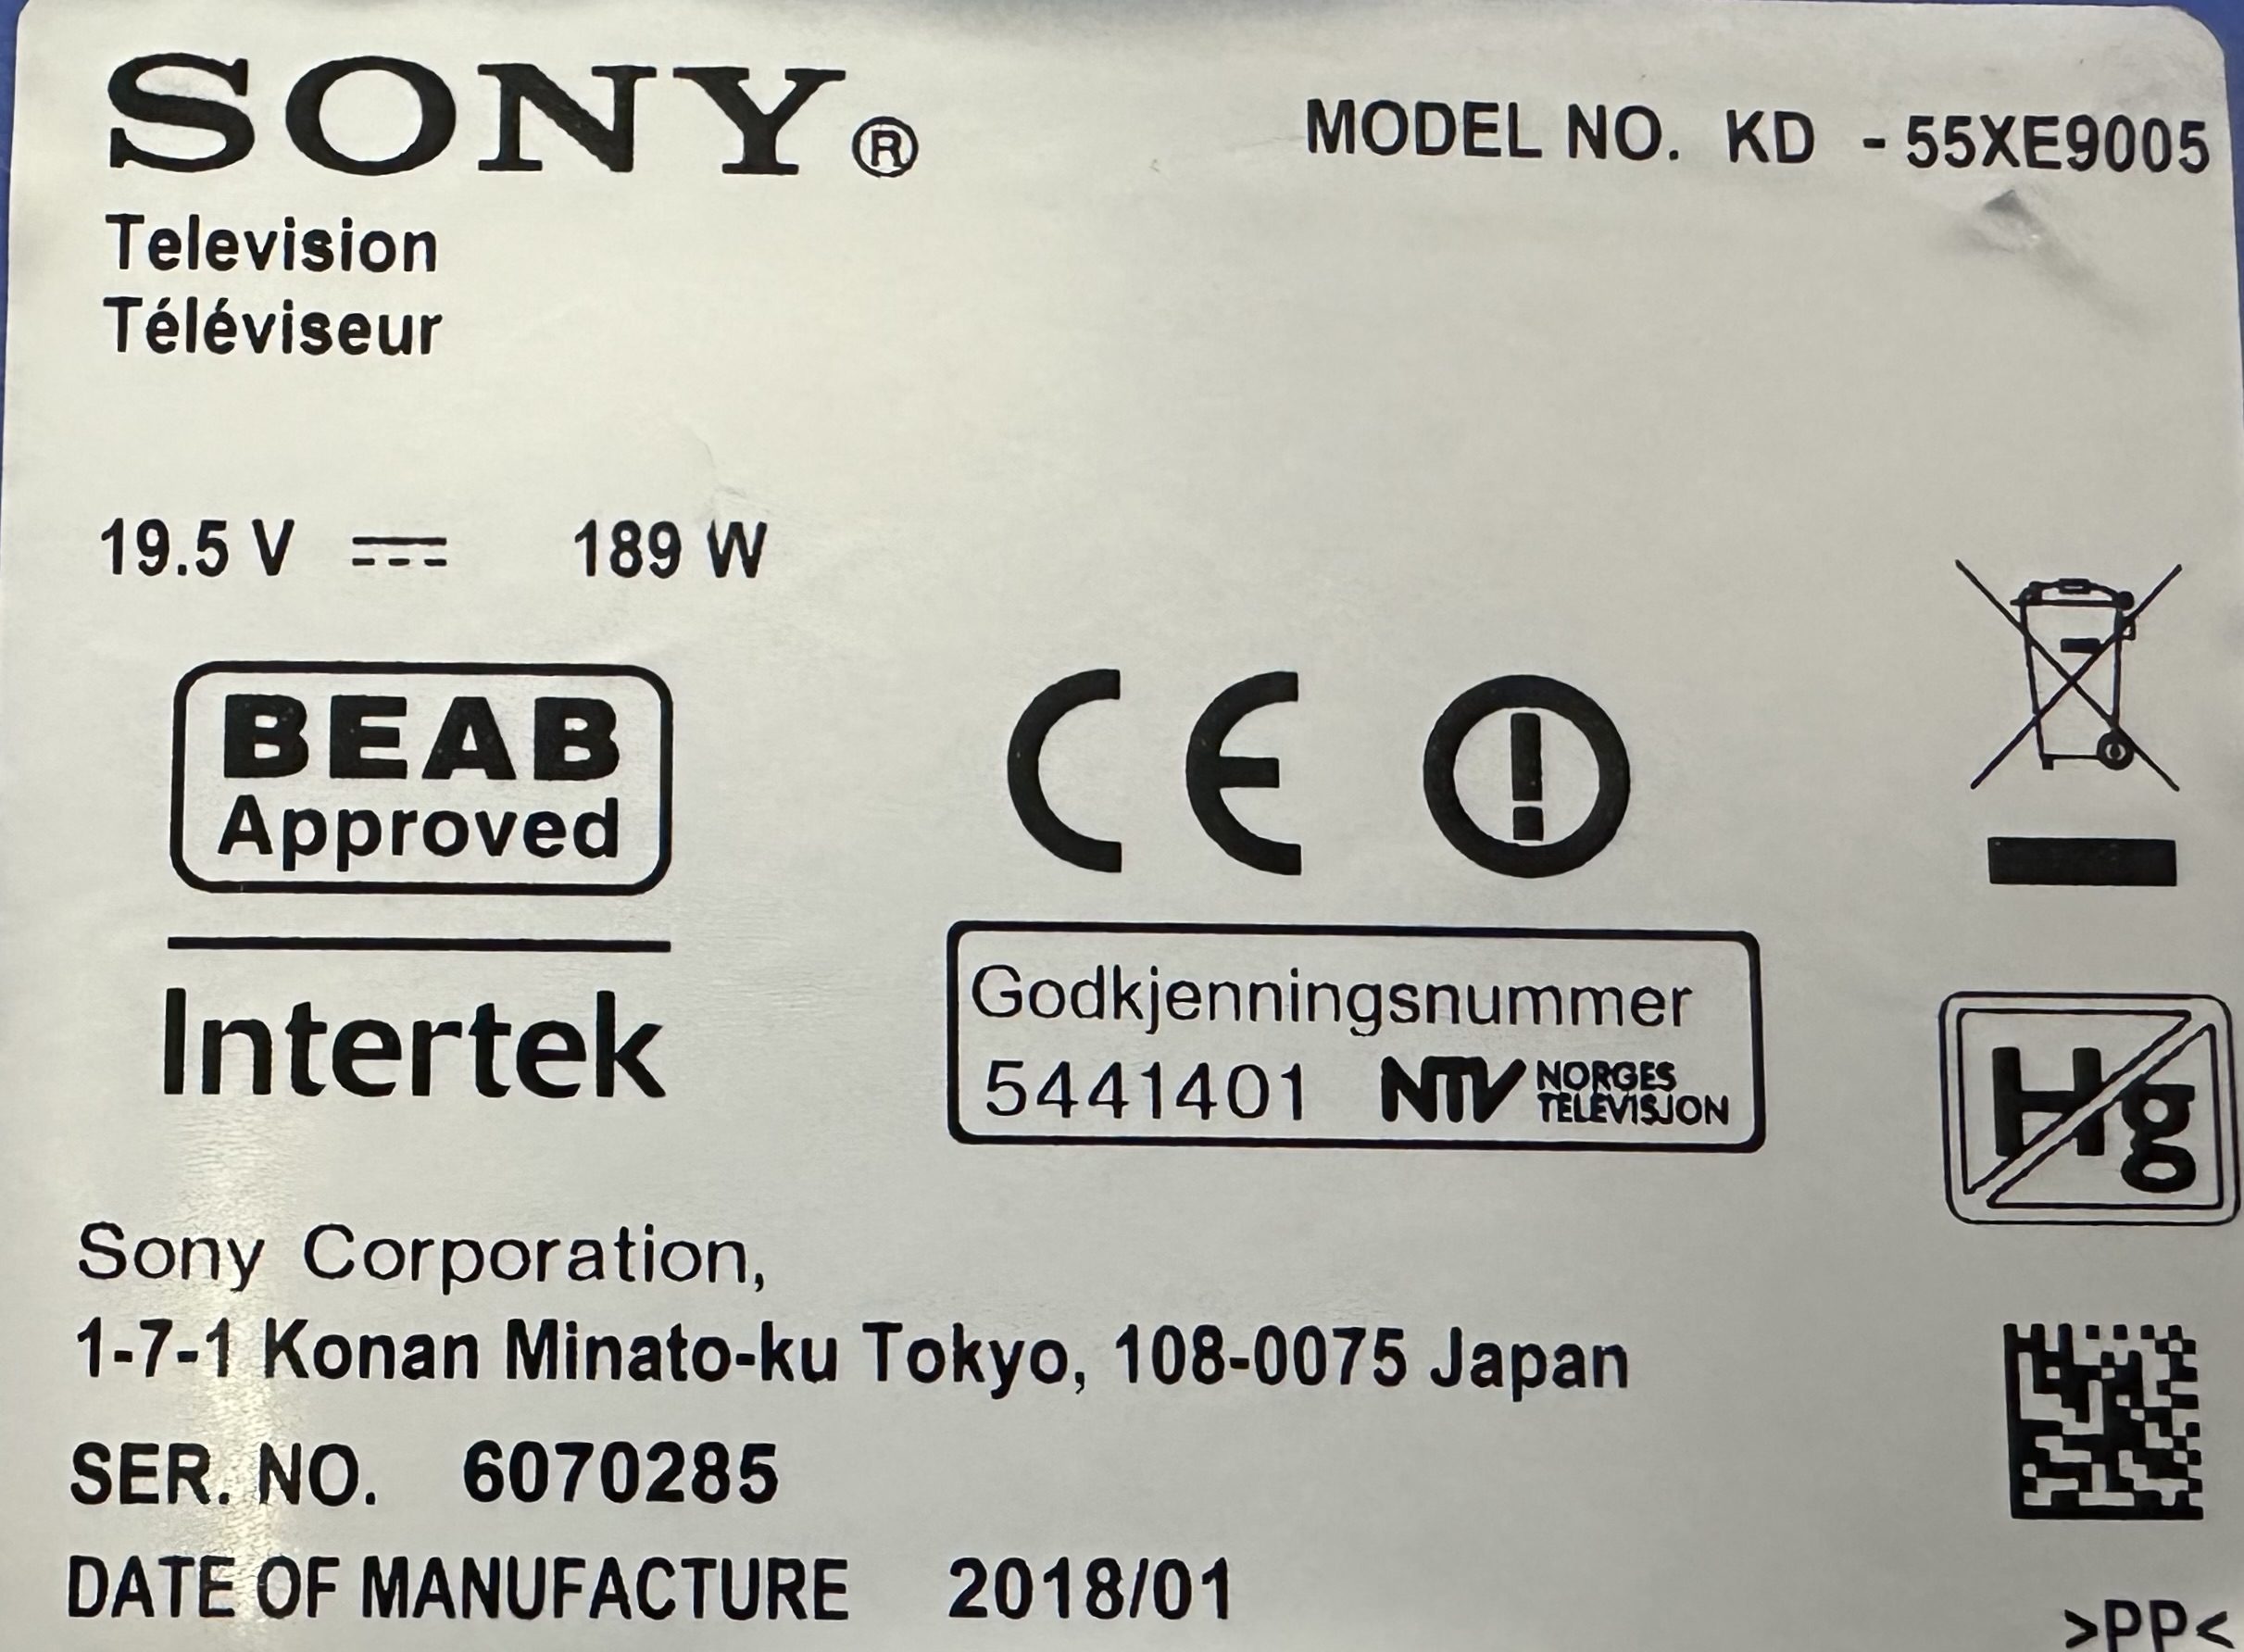 SONY®
MODEL NO. KD - 55XE9005
Television
Téléviseur
19.5 V 189 W
BEAB
Approved
Intertek
CE
Godkjenningsnummer
5441401 NTV NORGES
TELEVISJON
Hg
Sony Corporation,
1-7-1 Konan Minato-ku Tokyo, 108-0075 Japan
SER. NO. 6070285
DATE OF MANUFACTURE 2018/01
>PP<